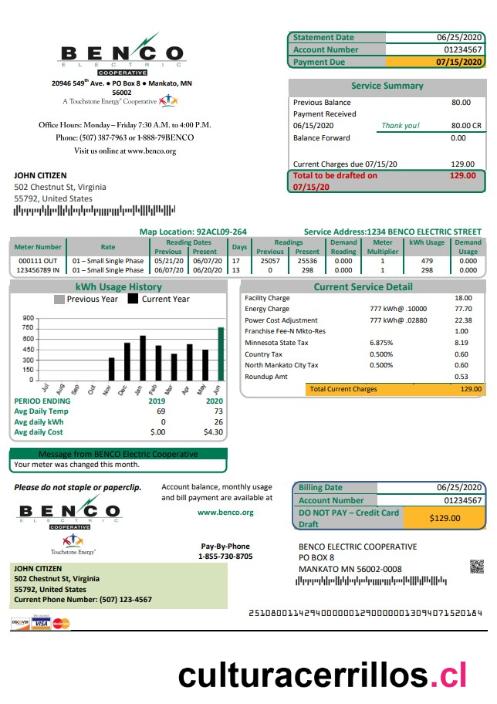 BENCO
ELECTRIC
COOPERATIVE
20946 549th Ave. • PO Box 8 • Mankato, MN
56002
A Touchstone Energy® Cooperative
Office Hours: Monday – Friday 7:30 A.M. to 4:00 P.M.
Phone: (507) 387-7963 or 1-888-79BENCO
Visit us online at www.benco.org
Statement Date 06/25/2020
Account Number 01234567
Payment Due 07/15/2020
Service Summary
Previous Balance 80.00
Payment Received
06/15/2020 Thank you! 80.00 CR
Balance Forward 0.00
Current Charges due 07/15/20 129.00
Total to be drafted on 129.00
07/15/20
JOHN CITIZEN
502 Chestnut St, Virginia
55792, United States
Map Location: 92ACL09-264 Service Address:1234 BENCO ELECTRIC STREET
Meter Number Rate Reading Dates Previous Present Days Readings Previous Present Demand Reading Meter Multiplier kWh Usage Demand Usage
000111 OUT 01 – Small Single Phase 05/21/20 06/07/20 17 25057 25536 0.000 1 479 0.000
123456789 IN 01 – Small Single Phase 06/07/20 06/20/20 13 0 298 0.000 1 298 0.000
kWh Usage History
Previous Year Current Year
900
750
600
450
300
150
0
Jul Aug Sep Oct Nov Dec Jan Feb Mar Apr May Jun
PERIOD ENDING 2019 2020
Avg Daily Temp 69 73
Avg daily kWh 0 26
Avg daily Cost $.00 $4.30
Current Service Detail
Facility Charge 18.00
Energy Charge 777 kWh@ .10000 77.70
Power Cost Adjustment 777 kWh@ .02880 22.38
Franchise Fee-N Mkto-Res 1.00
Minnesota State Tax 6.875% 8.19
Country Tax 0.500% 0.60
North Mankato City Tax 0.500% 0.60
Roundup Amt 0.53
Total Current Charges 129.00
Message from BENCO Electric Cooperative
Your meter was changed this month.
Please do not staple or paperclip.
BENCO
ELECTRIC
COOPERATIVE
Touchstone Energy®
Account balance, monthly usage
and bill payment are available at
www.benco.org
Pay-By-Phone
1-855-730-8705
Billing Date 06/25/2020
Account Number 01234567
DO NOT PAY – Credit Card
Draft
$129.00
BENCO ELECTRIC COOPERATIVE
PO BOX 8
MANKATO MN 56002-0008
JOHN CITIZEN
502 Chestnut St, Virginia
55792, United States
Current Phone Number: (507) 123-4567
DISCOVER VISA
culturacerrillos.cl